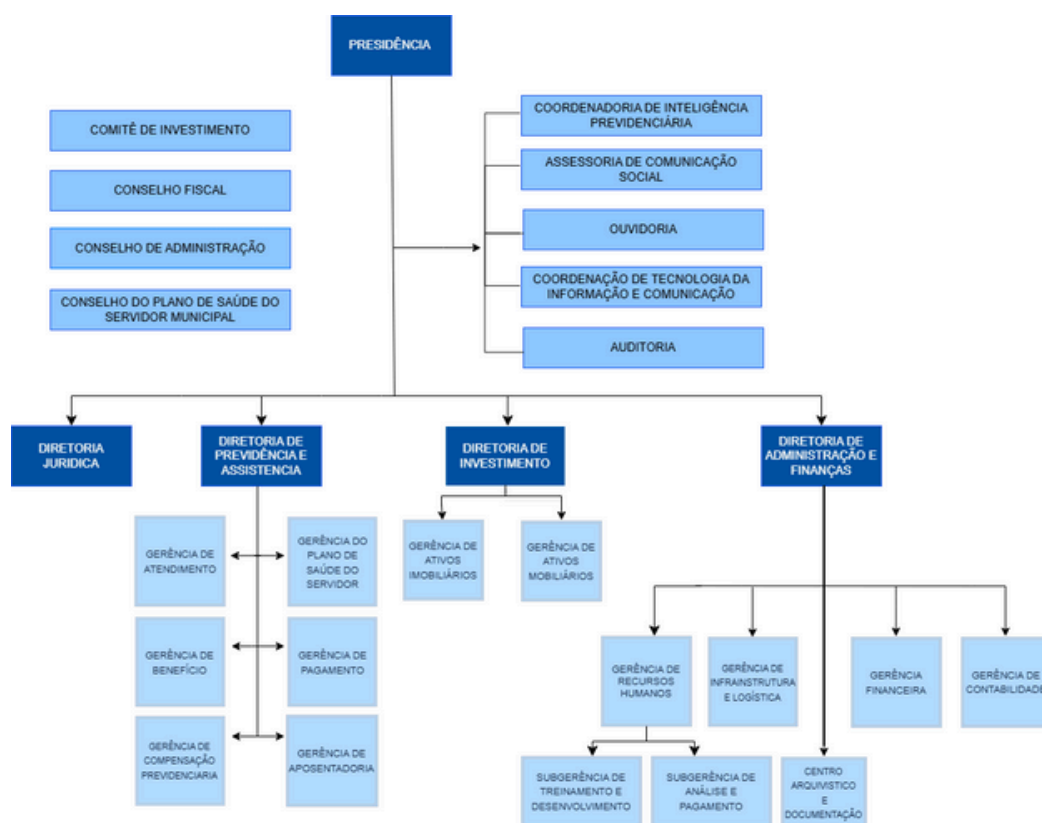 PRESIDÊNCIA
COMITÊ DE INVESTIMENTO
CONSELHO FISCAL
CONSELHO DE ADMINISTRAÇÃO
CONSELHO DO PLANO DE SAÚDE DO
SERVIDOR MUNICIPAL
COORDENADORIA DE INTELIGÊNCIA
PREVIDENCIÁRIA
ASSESSORIA DE COMUNICAÇÃO
SOCIAL
OUVIDORIA
COORDENAÇÃO DE TECNOLOGIA DA
INFORMAÇÃO E COMUNICAÇÃO
AUDITORIA
DIRETORIA
JURIDICA
DIRETORIA DE
PREVIDÊNCIA E
ASSISTENCIA
DIRETORIA DE
INVESTIMENTO
DIRETORIA DE
ADMINISTRAÇÃO E
FINANÇAS
GERÊNCIA DE
ATENDIMENTO
GERÊNCIA DO
PLANO DE
SAÚDE DO
SERVIDOR
GERÊNCIA DE
BENEFÍCIO
GERÊNCIA DE
PAGAMENTO
GERÊNCIA DE
COMPENSAÇÃO
PREVIDENCIARIA
GERÊNCIA DE
APOSENTADORIA
GERÊNCIA DE
ATIVOS
IMOBILIÁRIOS
GERÊNCIA DE
ATIVOS
MOBILIÁRIOS
GERÊNCIA DE
RECURSOS
HUMANOS
GERÊNCIA DE
INFRAINSTRUTURA
E LOGÍSTICA
GERÊNCIA
FINANCEIRA
GERÊNCIA DE
CONTABILIDADE
SUBGERÊNCIA DE
TREINAMENTO E
DESENVOLVIMENTO
SUBGERÊNCIA DE
ANÁLISE E
PAGAMENTO
CENTRO
ARQUIVISTICO
E
DOCUMENTAÇÃO